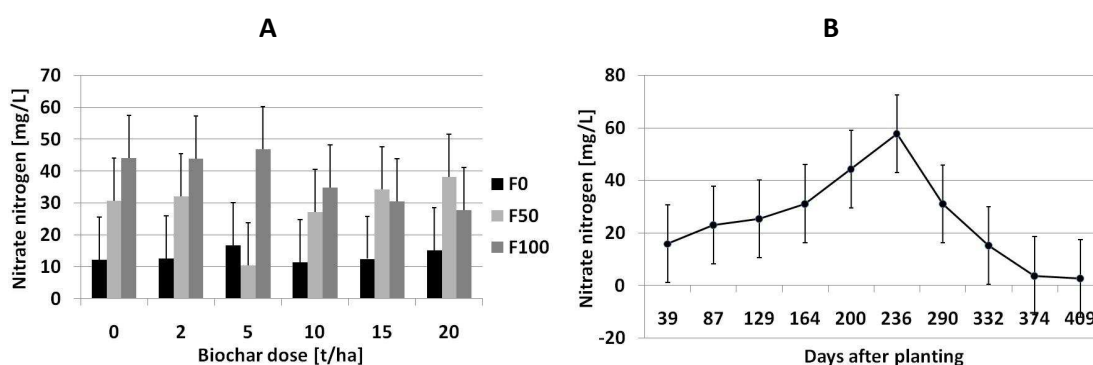 A
Nitrate nitrogen [mg/L]
70
60
50
40
30
20
10
0
0 2 5 10 15 20
Biochar dose [t/ha]
F0
F50
F100
B
Nitrate nitrogen [mg/L]
80
60
40
20
0
-20
39 87 129 164 200 236 290 332 374 409
Days after planting